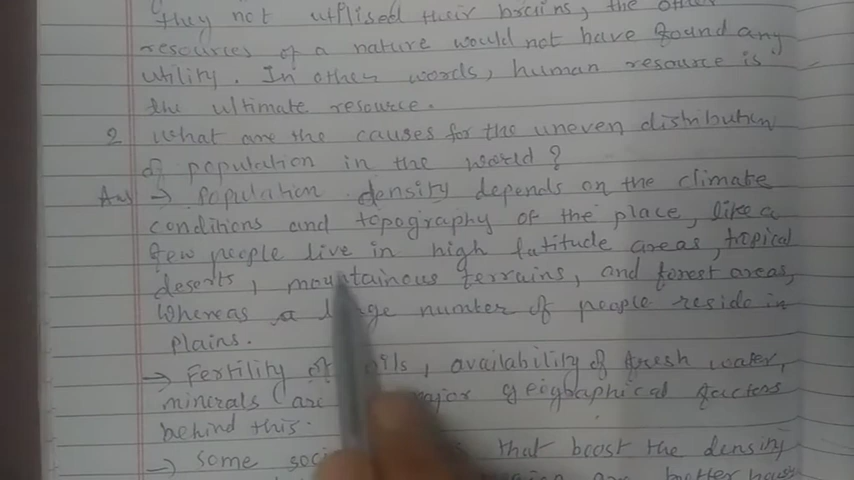 they not utilised their brains, the other
resources of a nature would not have found any
utility. In other words, human resource is
the ultimate resource.
2 What are the causes for the uneven distribution
of population in the world?
Ans → Population density depends on the climate
conditions and topography of the place, like a
few people live in high latitude areas, tropical
deserts, mountainous terrains, and forest areas,
Whereas a large number of people reside in
plains.
→ Fertility of soils, availability of fresh water,
minerals are major geigbaphical factors
behind this.
→ Some that boost the density
are better